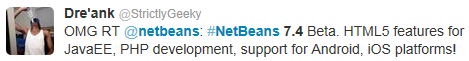 Dre'ank @StrictlyGeeky
OMG RT @netbeans: #NetBeans 7.4 Beta. HTML5 features for
JavaEE, PHP development, support for Android, iOS platforms!